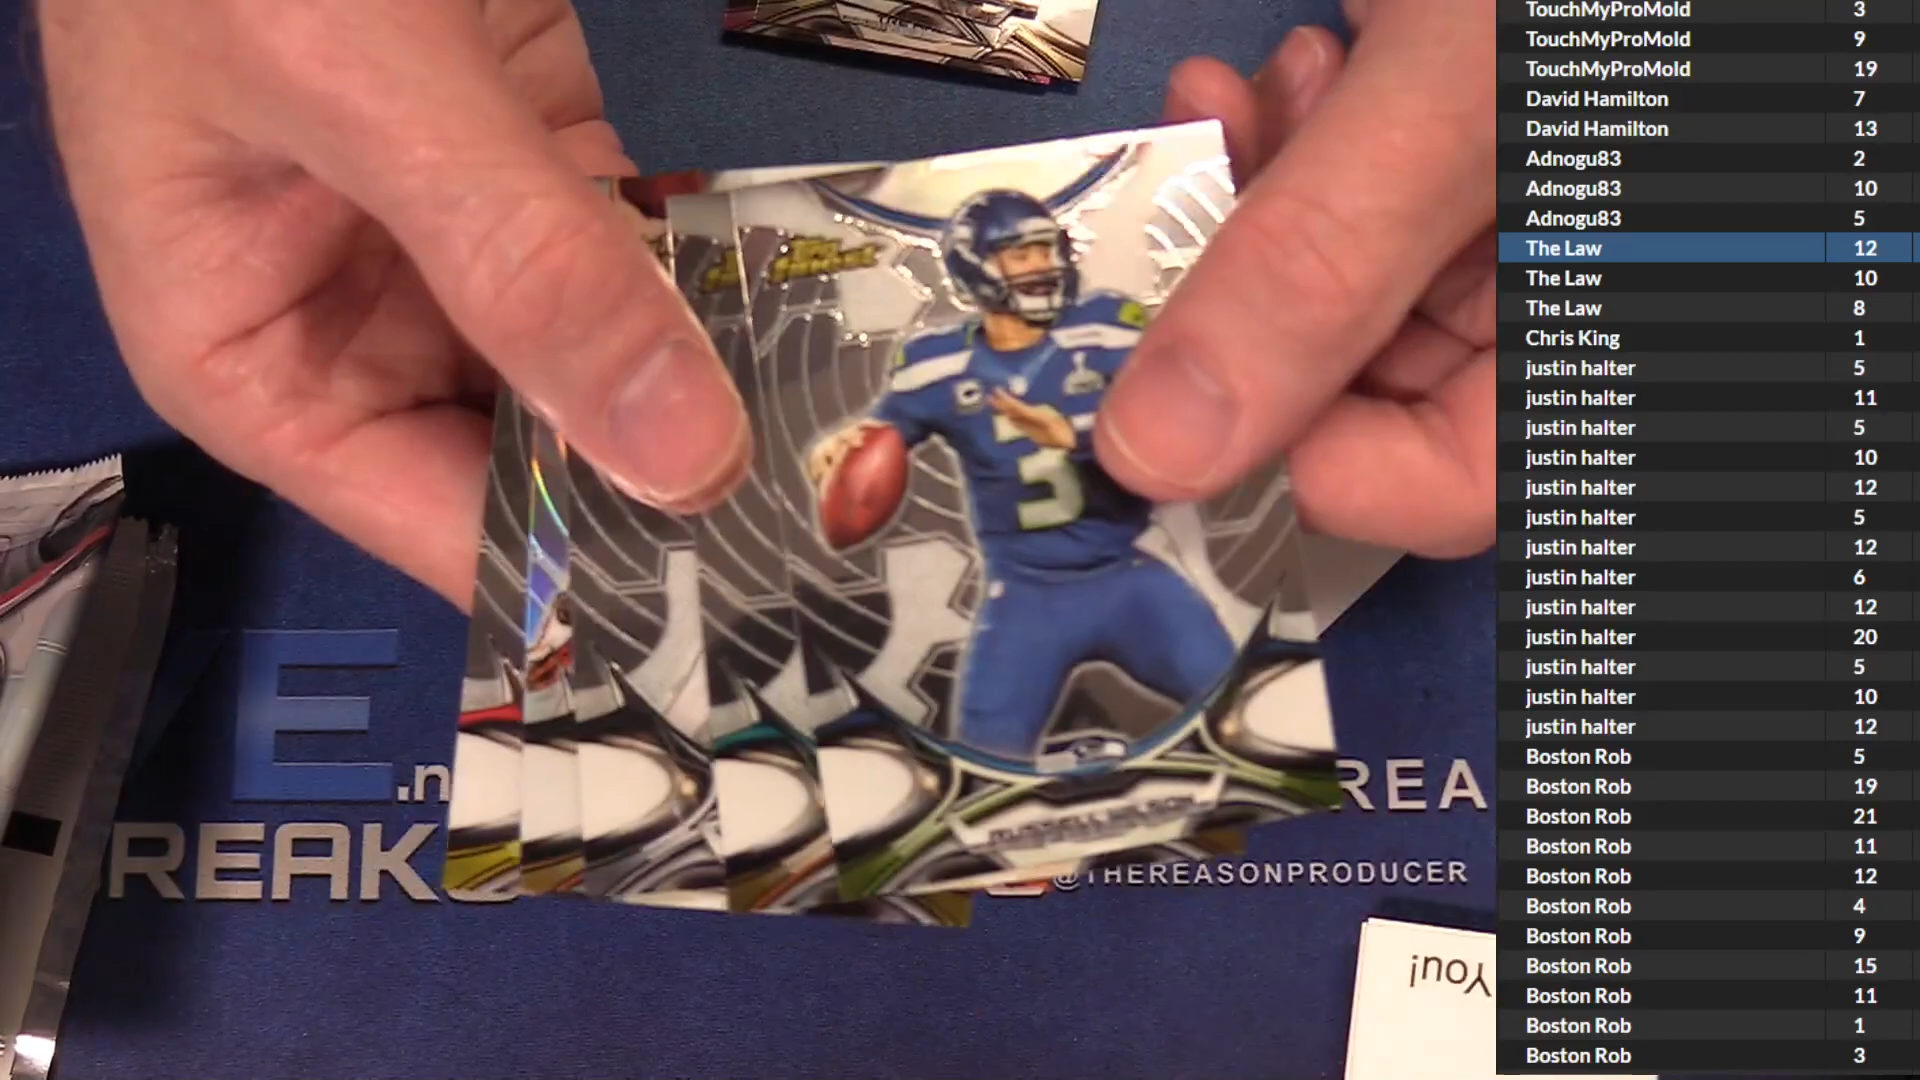 TouchMyProMold 3
TouchMyProMold 9
TouchMyProMold 19
David Hamilton 7
David Hamilton 13
Adnogu83 2
Adnogu83 10
Adnogu83 5
The Law 12
The Law 10
The Law 8
Chris King 1
justin halter 5
justin halter 11
justin halter 5
justin halter 10
justin halter 12
justin halter 5
justin halter 12
justin halter 6
justin halter 12
justin halter 20
justin halter 5
justin halter 10
justin halter 12
Boston Rob 5
Boston Rob 19
Boston Rob 21
Boston Rob 11
Boston Rob 12
Boston Rob 4
Boston Rob 9
Boston Rob 15
Boston Rob 11
Boston Rob 1
Boston Rob 3
3
E.n
REAK
REA
RUSSELL WILSON
@THEREASONPRODUCER
You!